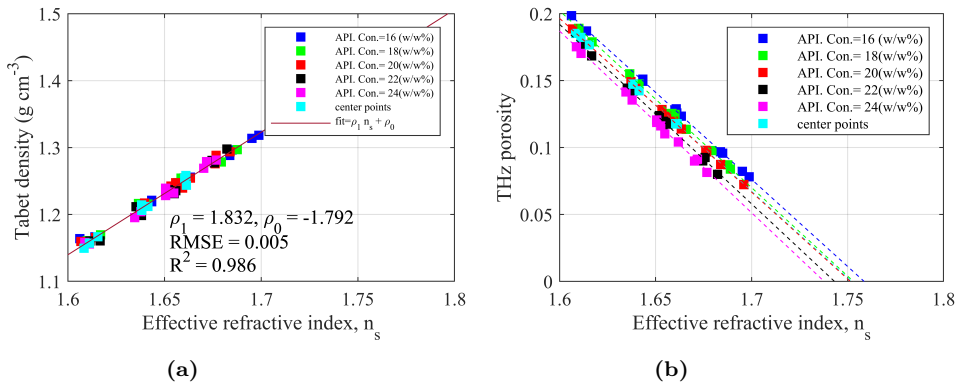 1.5
1.4
1.3
1.2
1.1
Tabet density (g cm⁻³)
API. Con.=16 (w/w%)
API. Con.= 18(w/w%)
API. Con.= 20(w/w%)
API. Con.= 22(w/w%)
API. Con.= 24(w/w%)
center points
fit=ρ₁ nₛ + ρ₀
ρ₁ = 1.832, ρ₀ = -1.792
RMSE = 0.005
R² = 0.986
1.6 1.65 1.7 1.75 1.8
Effective refractive index, nₛ
(a)
0.2
0.15
0.1
0.05
0
THz porosity
API. Con.=16 (w/w%)
API. Con.= 18(w/w%)
API. Con.= 20(w/w%)
API. Con.= 22(w/w%)
API. Con.= 24(w/w%)
center points
1.6 1.65 1.7 1.75 1.8
Effective refractive index, nₛ
(b)